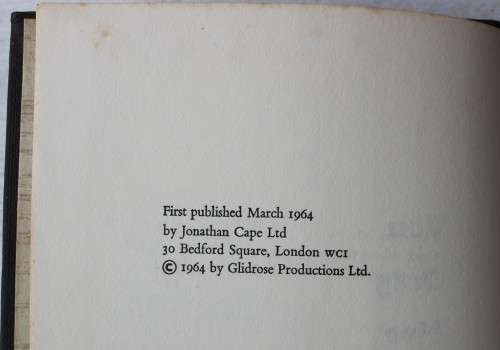 First published March 1964
by Jonathan Cape Ltd
30 Bedford Square, London WC1
© 1964 by Glidrose Productions Ltd.